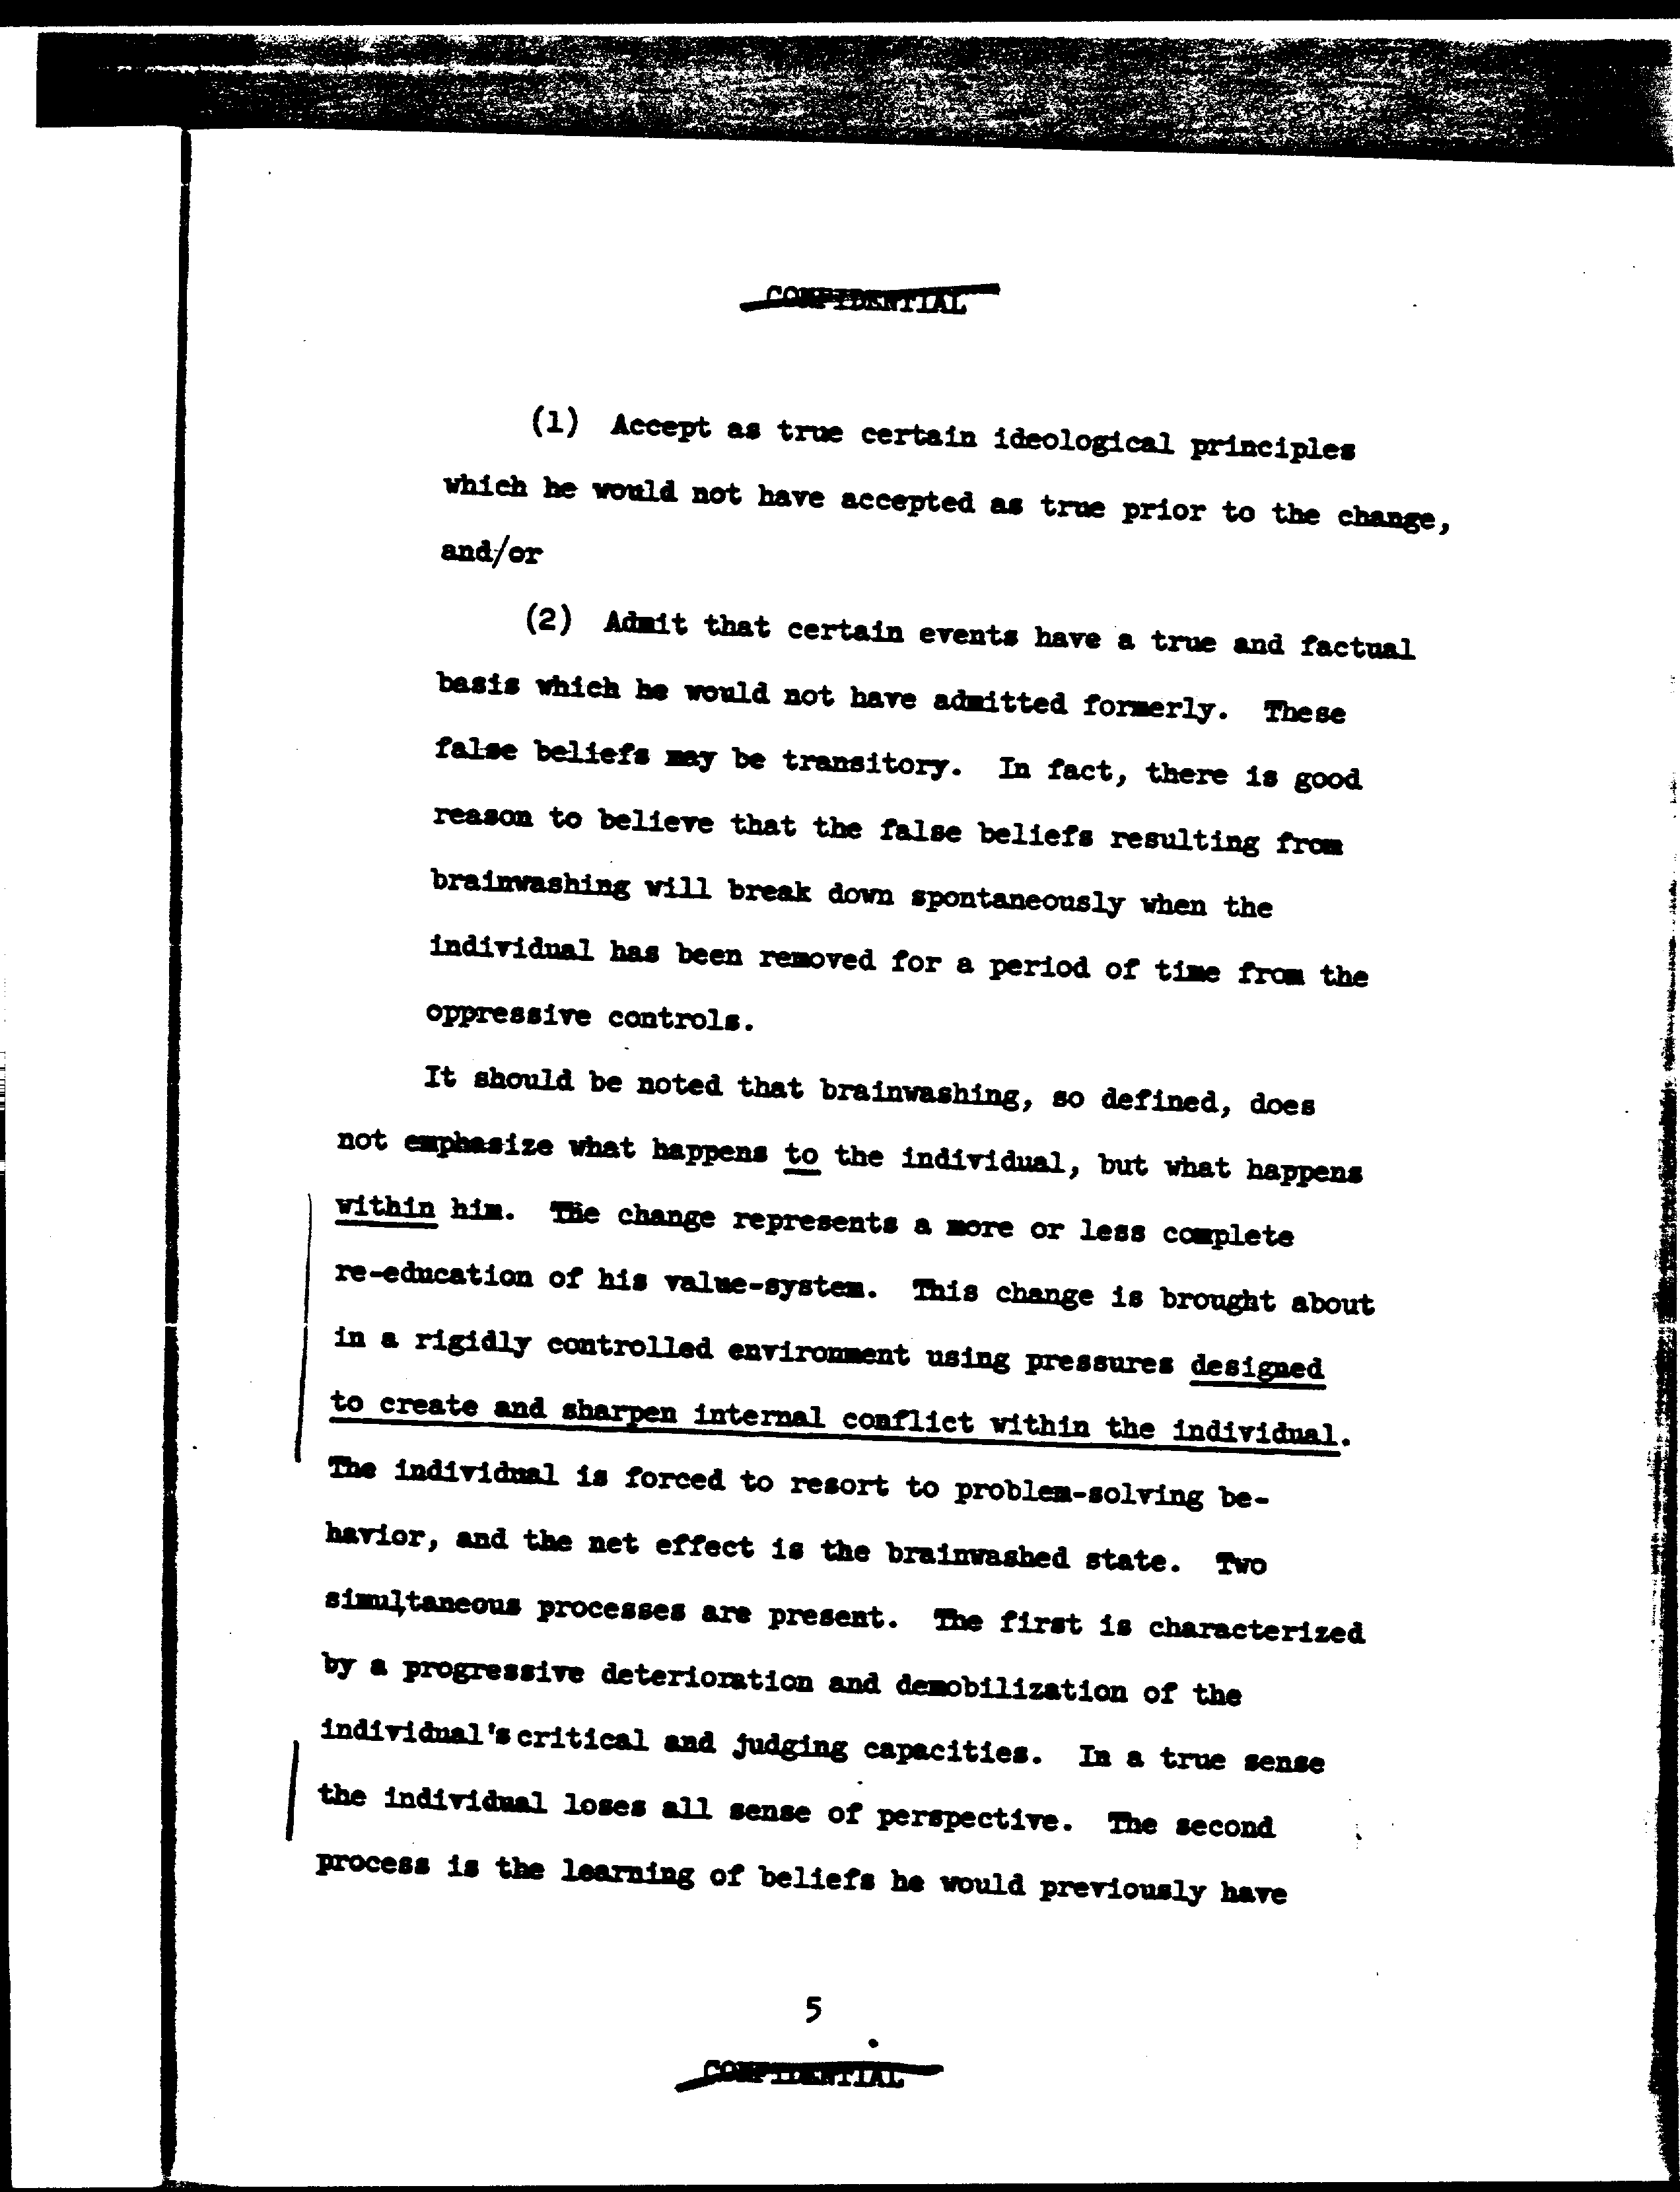 CONFIDENTIAL
(1) Accept as true certain ideological principles
which he would not have accepted as true prior to the change,
and/or
(2) Admit that certain events have a true and factual
basis which he would not have admitted formerly. These
false beliefs may be transitory. In fact, there is good
reason to believe that the false beliefs resulting from
brainwashing will break down spontaneously when the
individual has been removed for a period of time from the
oppressive controls.
It should be noted that brainwashing, so defined, does
not emphasize what happens to the individual, but what happens
within him. The change represents a more or less complete
re-education of his value-system. This change is brought about
in a rigidly controlled environment using pressures designed
to create and sharpen internal conflict within the individual.
The individual is forced to resort to problem-solving be-
havior, and the net effect is the brainwashed state. Two
simultaneous processes are present. The first is characterized
by a progressive deterioration and demobilization of the
individual's critical and judging capacities. In a true sense
the individual loses all sense of perspective. The second
process is the learning of beliefs he would previously have
5
CONFIDENTIAL